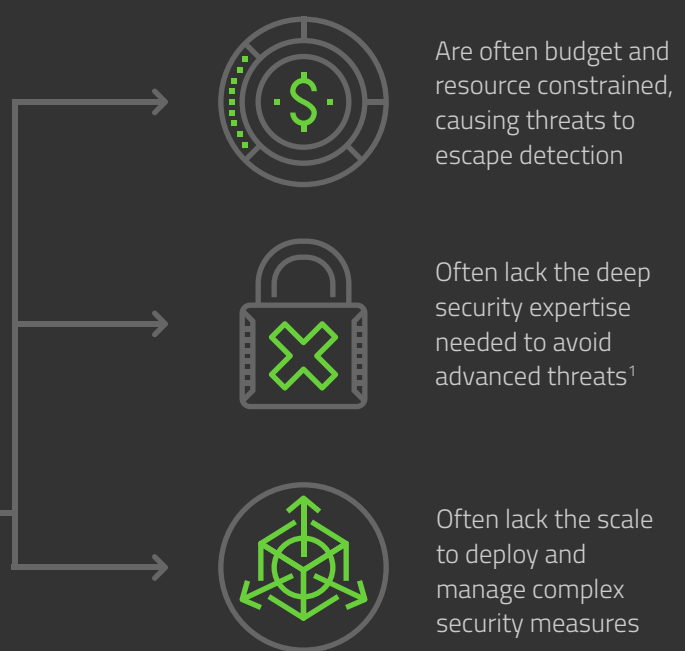 $
Are often budget and
resource constrained,
causing threats to
escape detection
Often lack the deep
security expertise
needed to avoid
advanced threats¹
Often lack the scale
to deploy and
manage complex
security measures